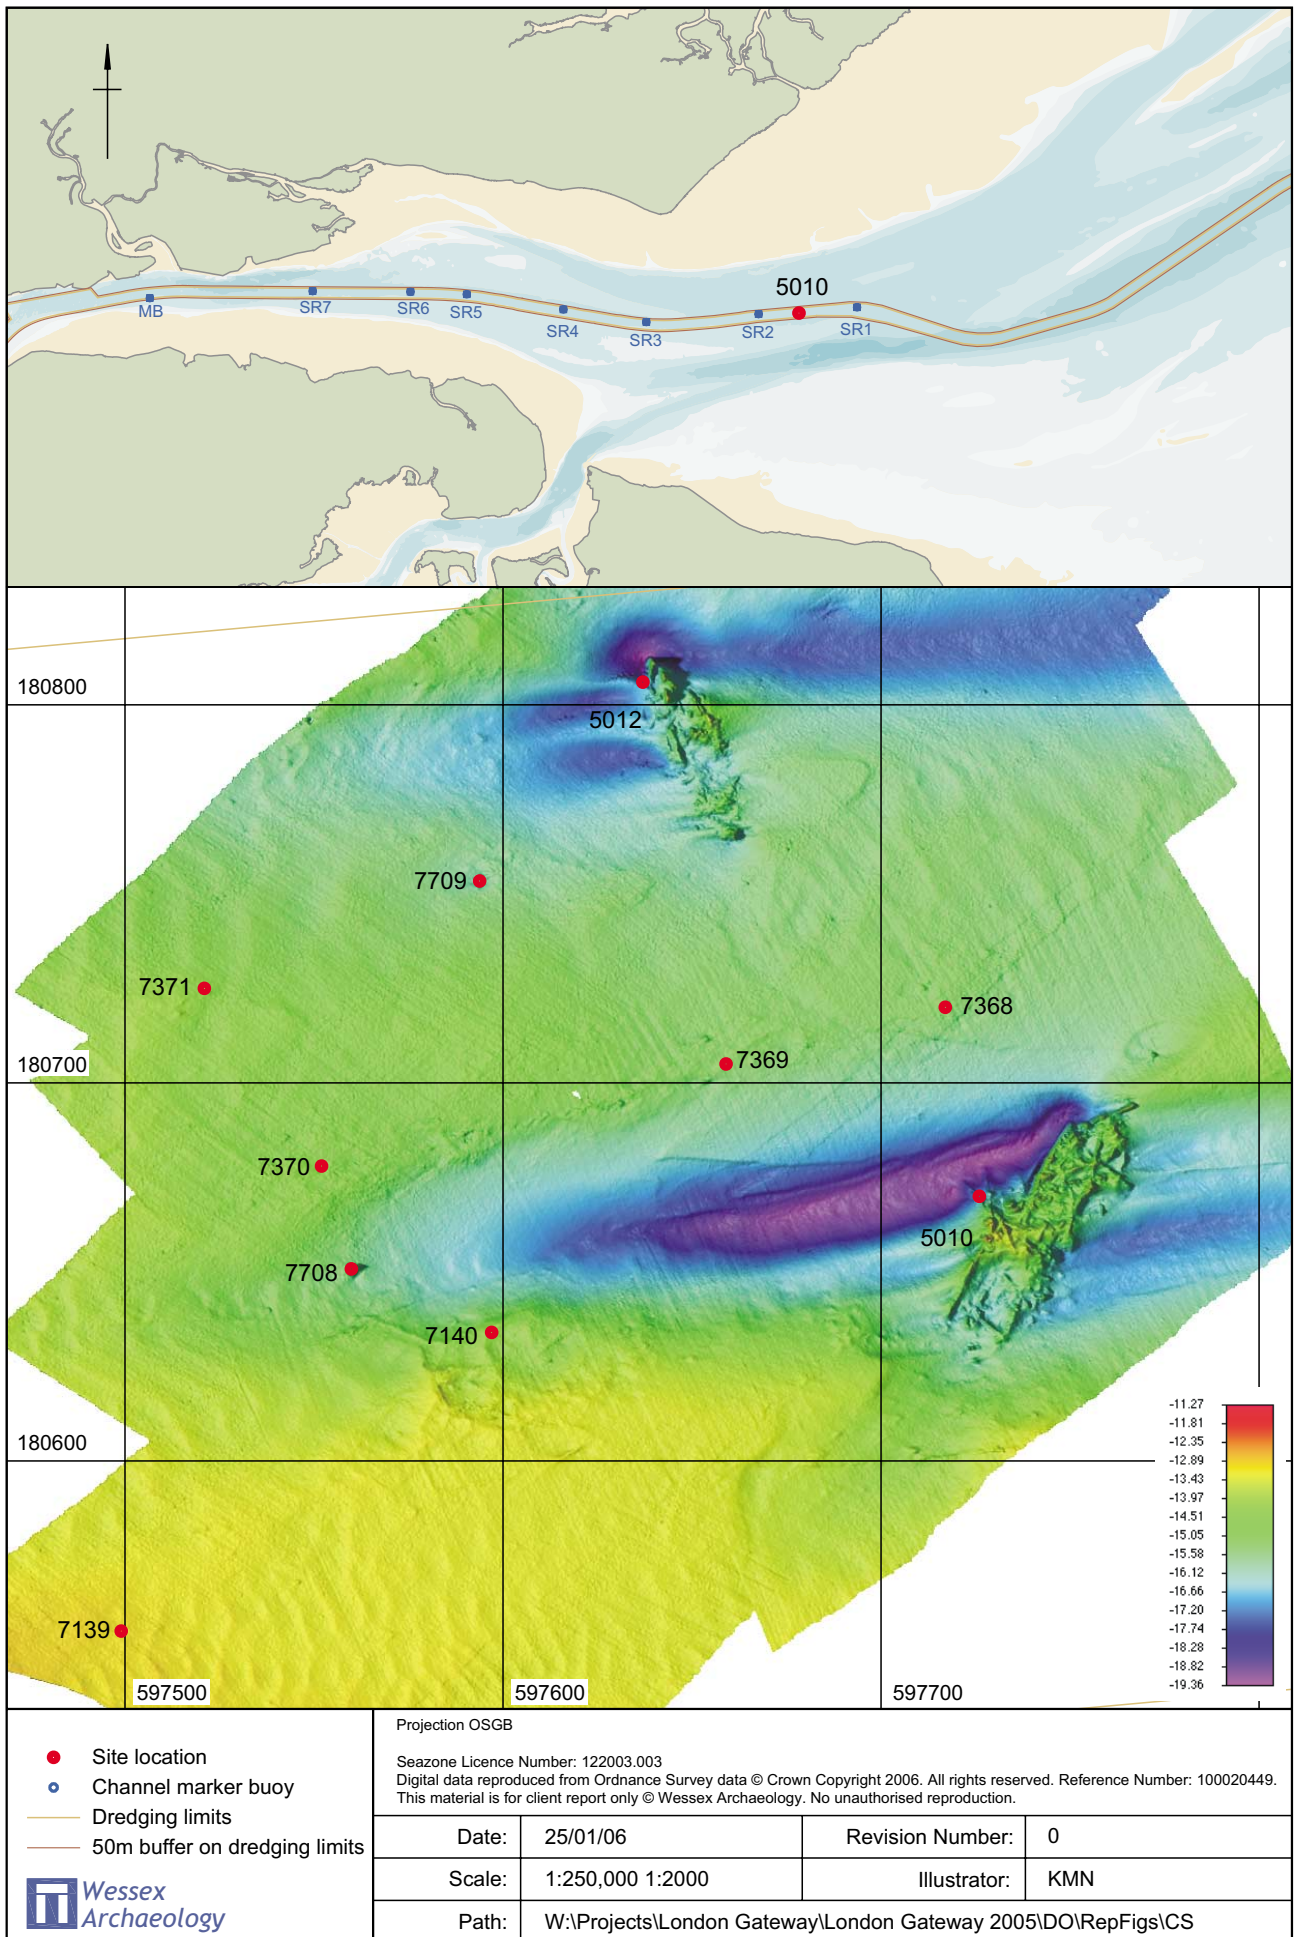 5010
MB
SR7
SR6
SR5
SR4
SR3
SR2
SR1
180800
5012
7709
7371
7368
7369
180700
7370
5010
7708
7140
180600
7139
597500
597600
597700
-11.27
-11.81
-12.35
-12.89
-13.43
-13.97
-14.51
-15.05
-15.58
-16.12
-16.66
-17.20
-17.74
-18.28
-18.82
-19.36
Site location
Channel marker buoy
Dredging limits
50m buffer on dredging limits
Wessex
Archaeology
Projection OSGB
Seazone Licence Number: 122003.003
Digital data reproduced from Ordnance Survey data © Crown Copyright 2006. All rights reserved. Reference Number: 100020449.
This material is for client report only © Wessex Archaeology. No unauthorised reproduction.
Date: 25/01/06 Revision Number: 0
Scale: 1:250,000 1:2000 Illustrator: KMN
Path: W:\Projects\London Gateway\London Gateway 2005\DO\RepFigs\CS